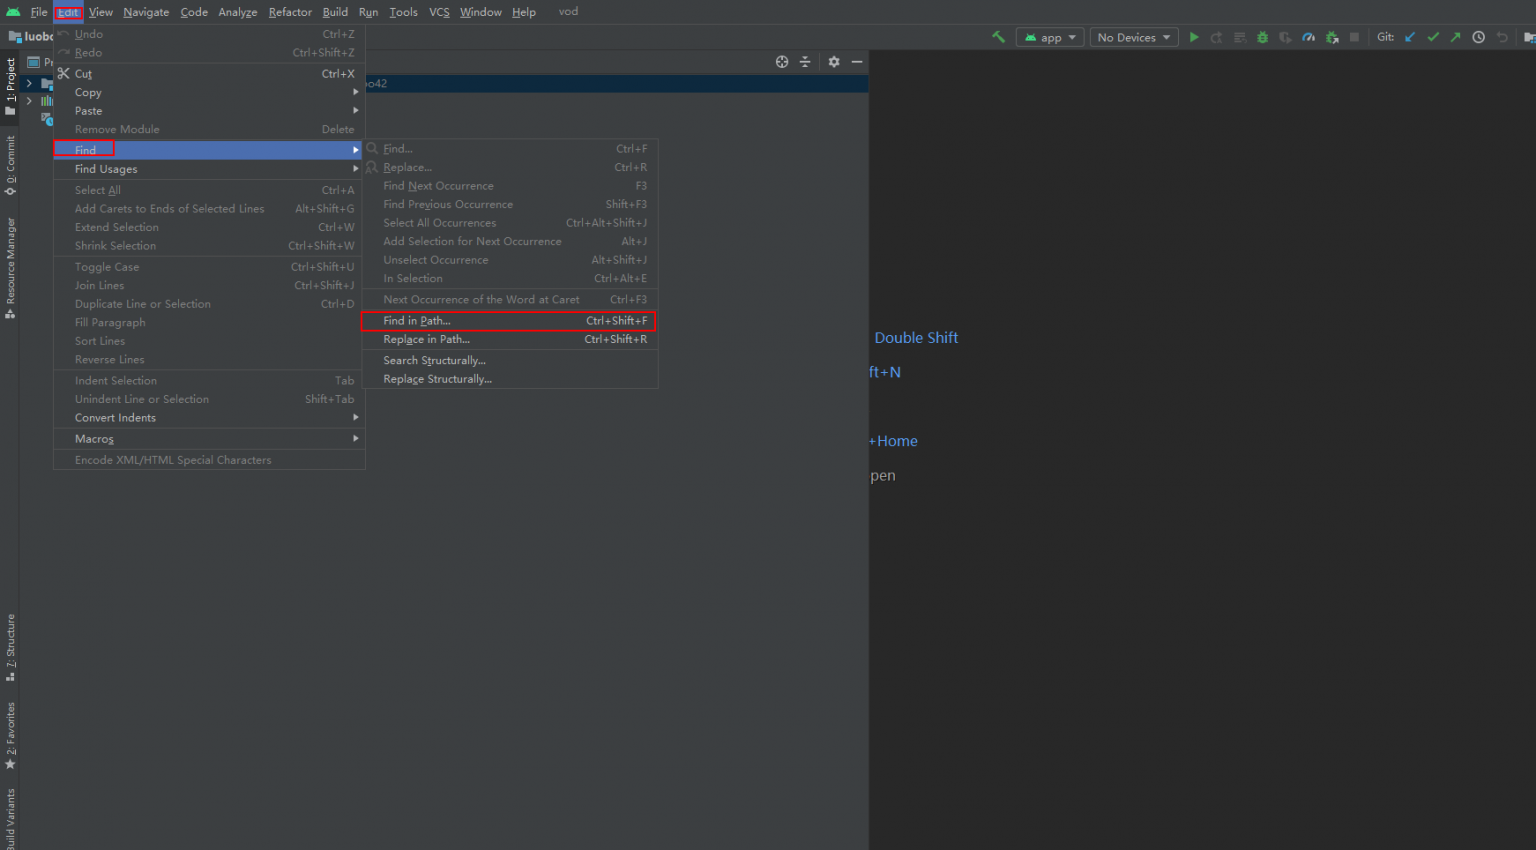 File Edit View Navigate Code Analyze Refactor Build Run Tools VCS Window Help vod
luobo
app No Devices Git:
Pr
oo42
1: Project
0: Commit
Resource Manager
7: Structure
2: Favorites
Build Variants
Undo Ctrl+Z
Redo Ctrl+Shift+Z
Cut Ctrl+X
Copy
Paste
Remove Module Delete
Find
Find Usages
Select All Ctrl+A
Add Carets to Ends of Selected Lines Alt+Shift+G
Extend Selection Ctrl+W
Shrink Selection Ctrl+Shift+W
Toggle Case Ctrl+Shift+U
Join Lines Ctrl+Shift+J
Duplicate Line or Selection Ctrl+D
Fill Paragraph
Sort Lines
Reverse Lines
Indent Selection Tab
Unindent Line or Selection Shift+Tab
Convert Indents
Macros
Encode XML/HTML Special Characters
Find... Ctrl+F
Replace... Ctrl+R
Find Next Occurrence F3
Find Previous Occurrence Shift+F3
Select All Occurrences Ctrl+Alt+Shift+J
Add Selection for Next Occurrence Alt+J
Unselect Occurrence Alt+Shift+J
In Selection Ctrl+Alt+E
Next Occurrence of the Word at Caret Ctrl+F3
Find in Path... Ctrl+Shift+F
Replace in Path... Ctrl+Shift+R
Search Structurally...
Replace Structurally...
Double Shift
ft+N
+Home
pen